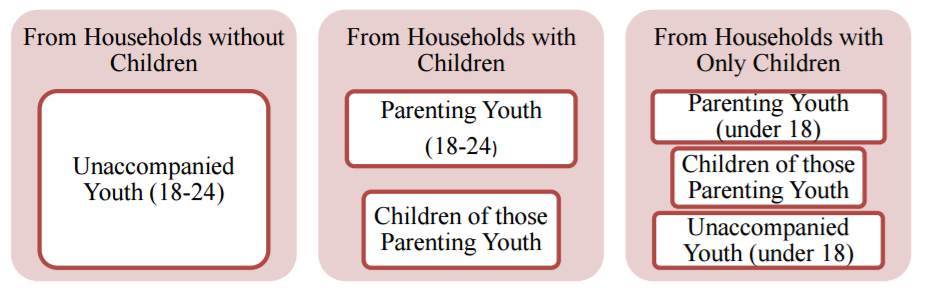 From Households without
Children
Unaccompanied
Youth (18-24)
From Households with
Children
Parenting Youth
(18-24)
Children of those
Parenting Youth
From Households with
Only Children
Parenting Youth
(under 18)
Children of those
Parenting Youth
Unaccompanied
Youth (under 18)